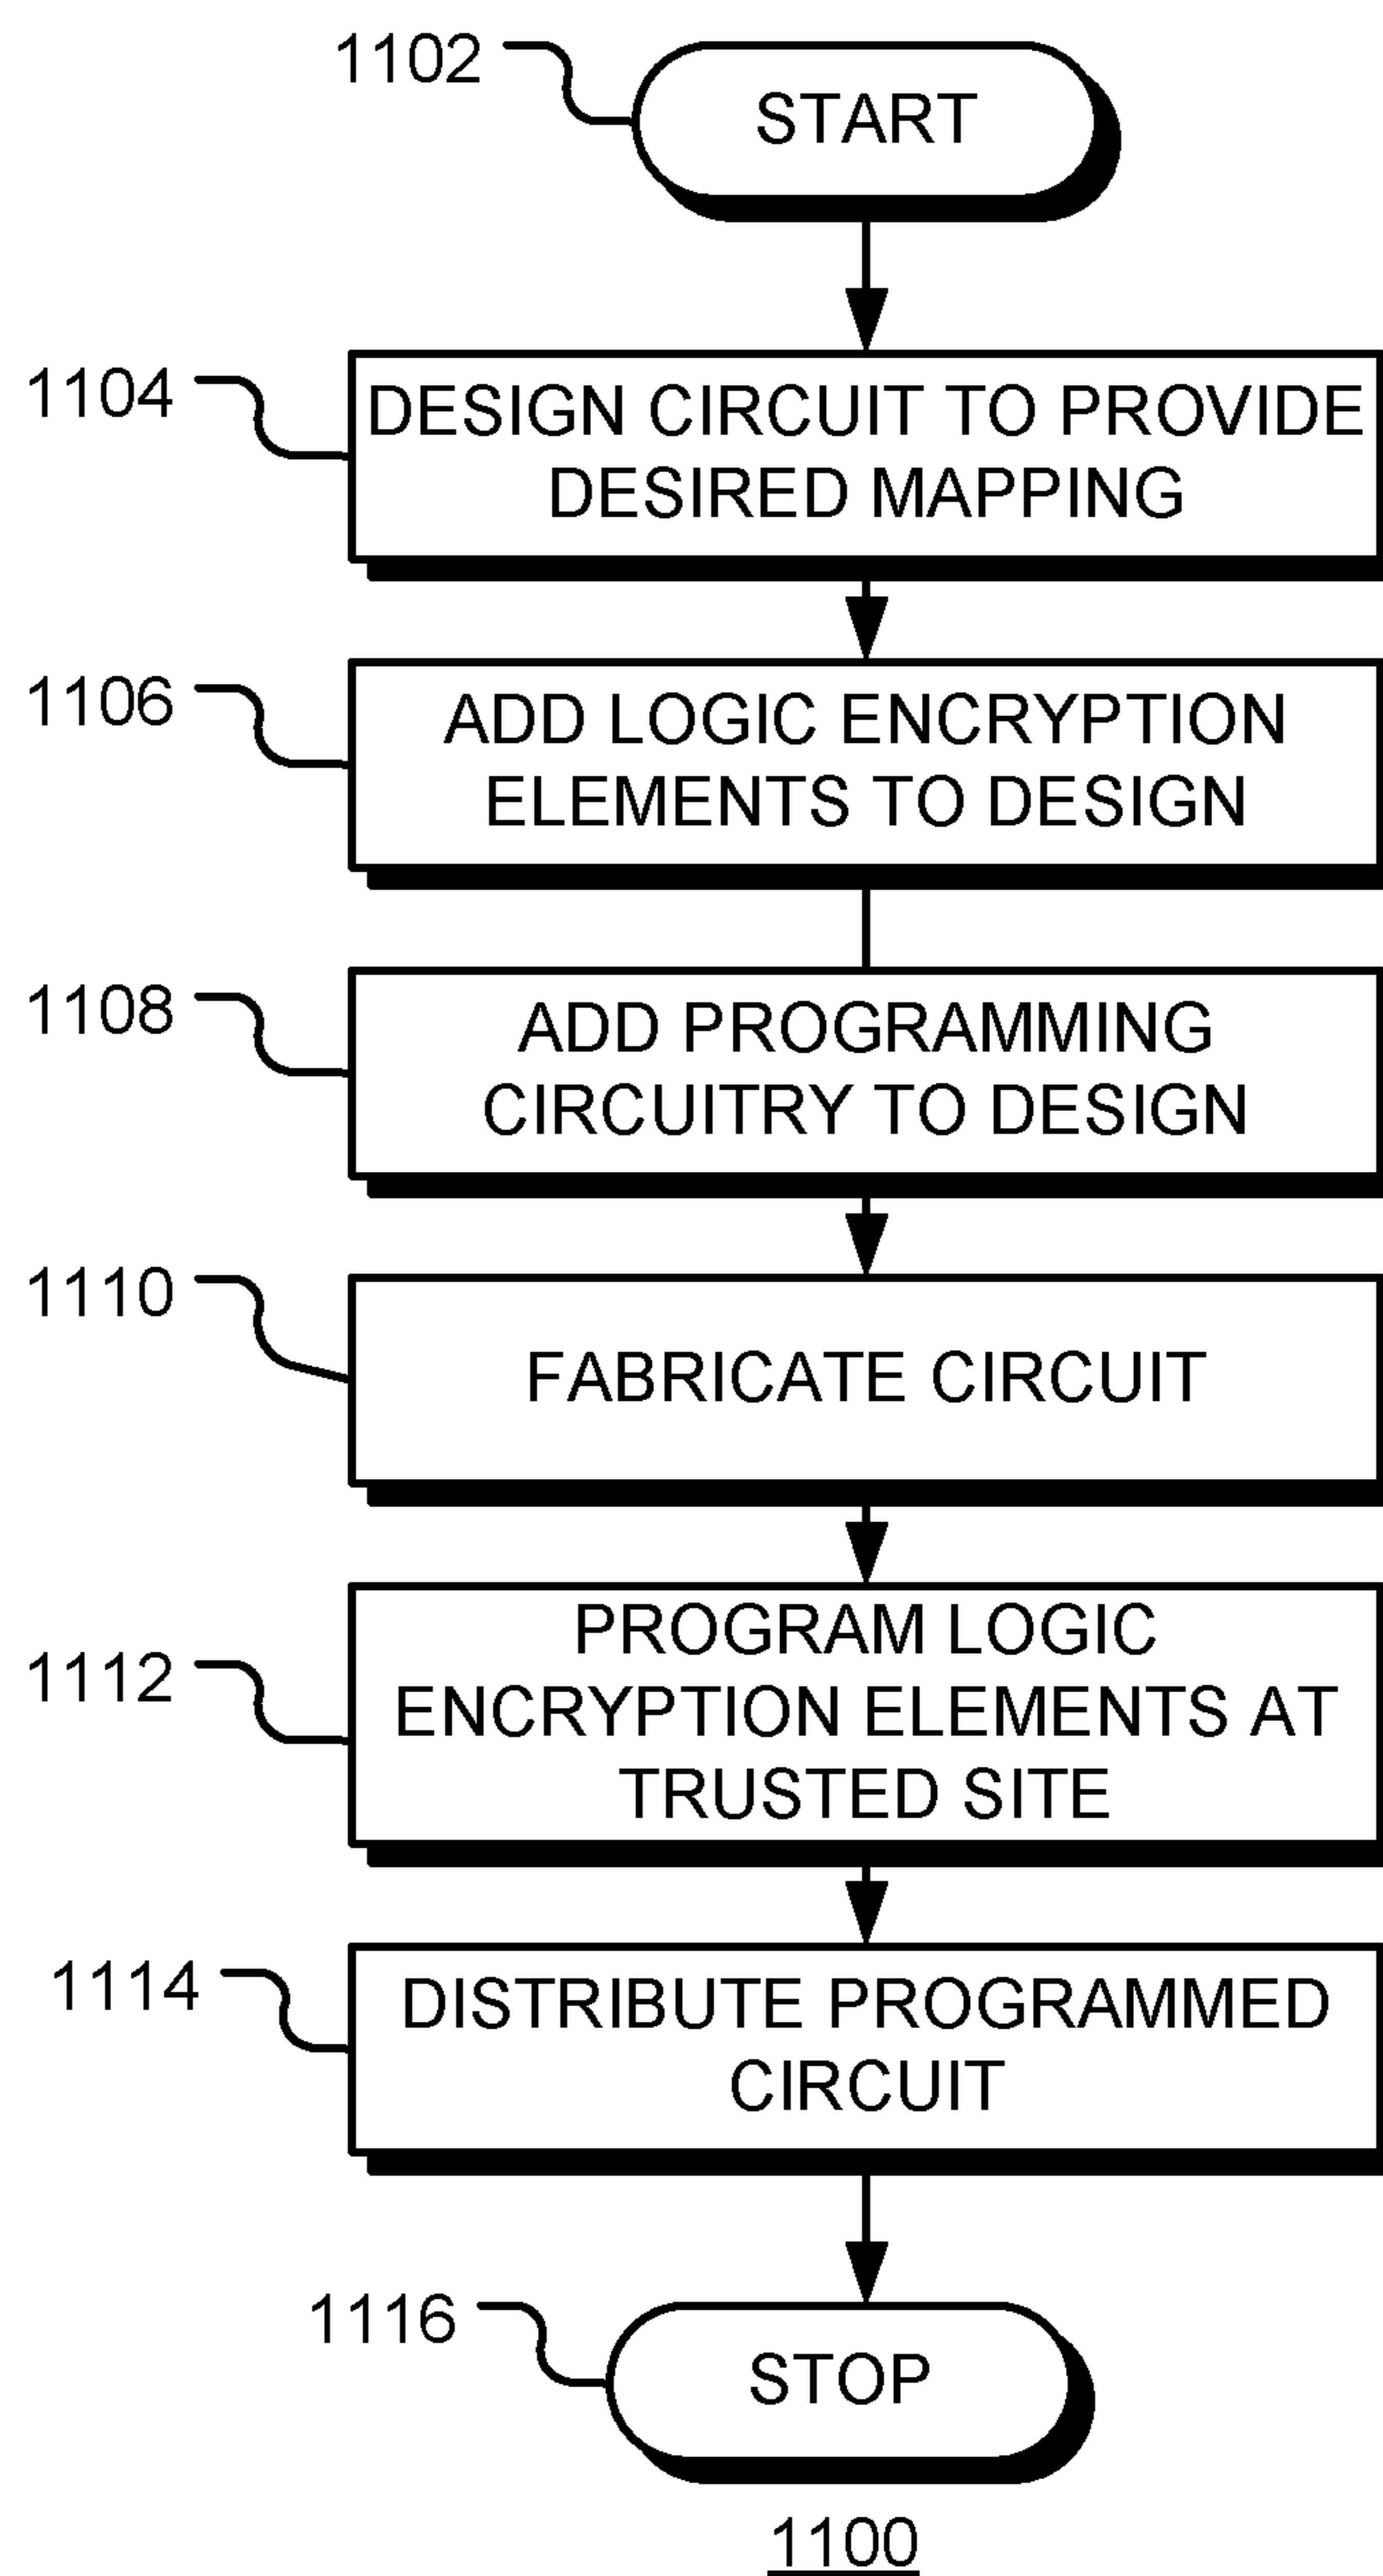 1102
START
1104
DESIGN CIRCUIT TO PROVIDE
DESIRED MAPPING
1106
ADD LOGIC ENCRYPTION
ELEMENTS TO DESIGN
1108
ADD PROGRAMMING
CIRCUITRY TO DESIGN
1110
FABRICATE CIRCUIT
1112
PROGRAM LOGIC
ENCRYPTION ELEMENTS AT
TRUSTED SITE
1114
DISTRIBUTE PROGRAMMED
CIRCUIT
1116
STOP
1100